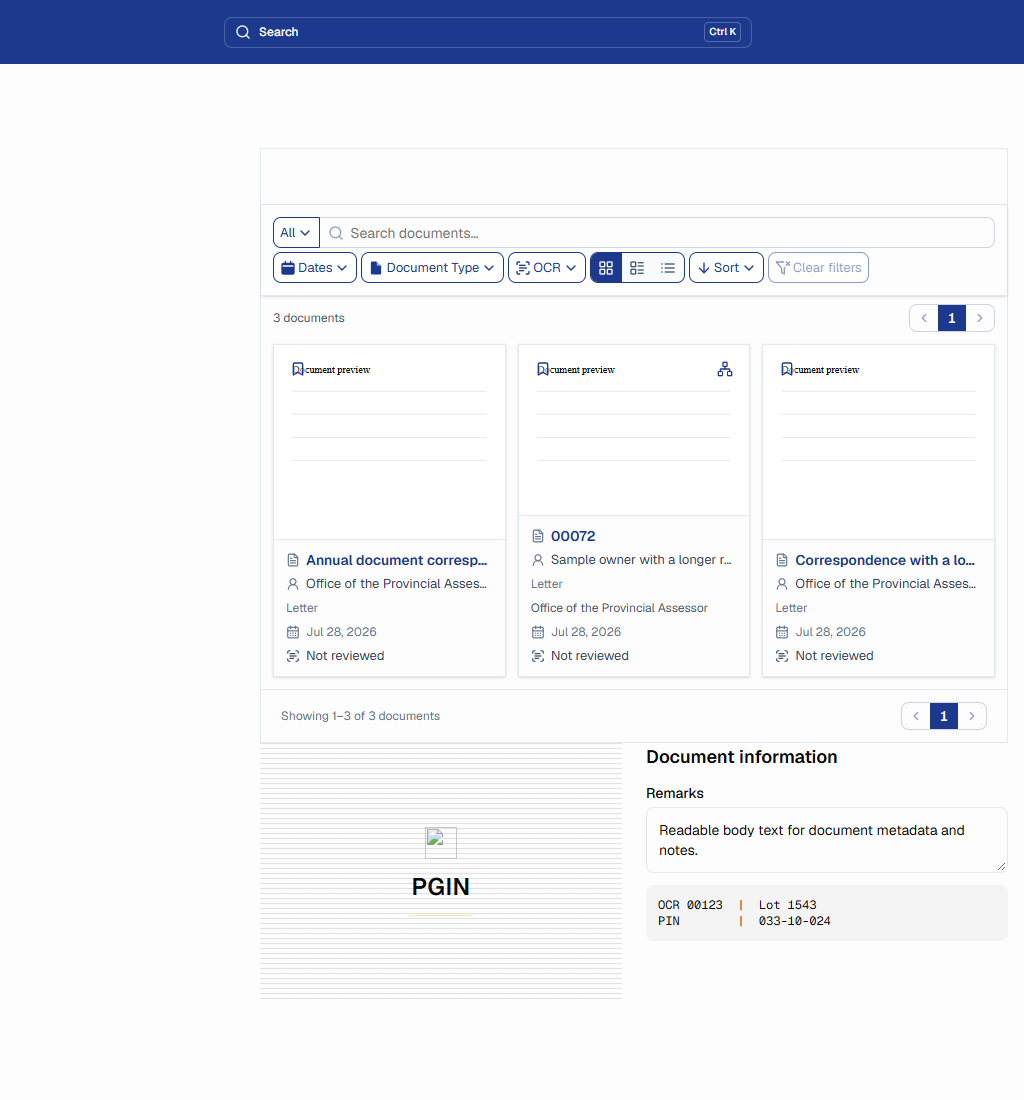 Search
Ctrl K
All
Search documents…
Dates
Document Type
OCR
Sort
Clear filters
3 documents
1
Document preview
Document preview
Document preview
Annual document corresp…
Office of the Provincial Asses…
Letter
Jul 28, 2026
Not reviewed
00072
Sample owner with a longer r…
Letter
Office of the Provincial Assessor
Jul 28, 2026
Not reviewed
Correspondence with a lo…
Office of the Provincial Asses…
Letter
Jul 28, 2026
Not reviewed
Showing 1–3 of 3 documents
1
PGIN
Document information
Remarks
Readable body text for document metadata and
notes.
OCR 00123 | Lot 1543
PIN | 033-10-024